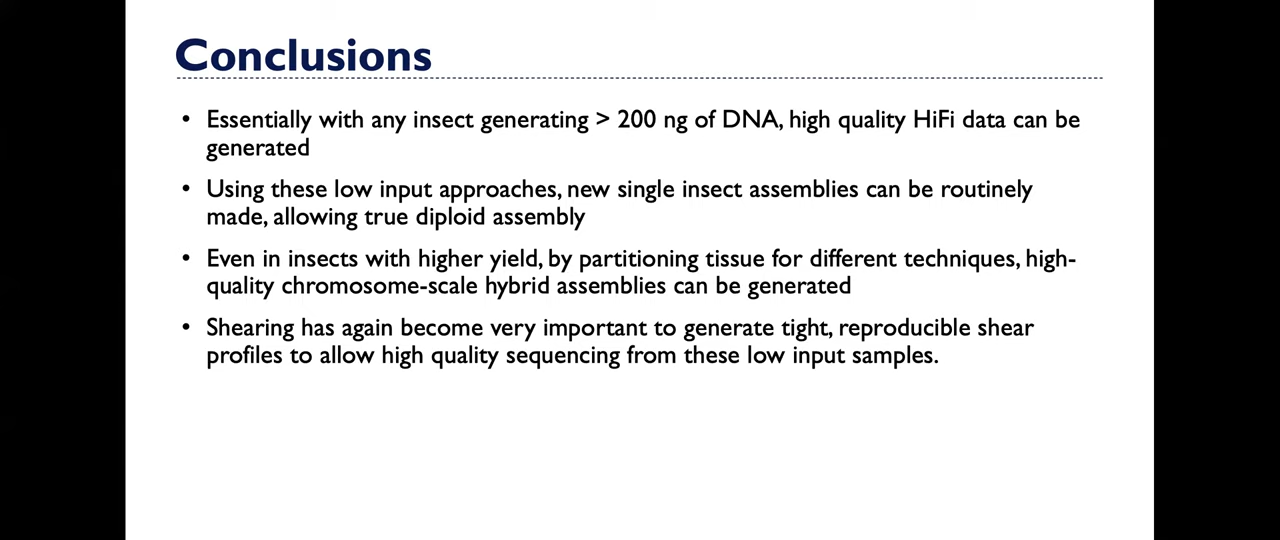 Conclusions
• Essentially with any insect generating > 200 ng of DNA, high quality HiFi data can be
generated
• Using these low input approaches, new single insect assemblies can be routinely
made, allowing true diploid assembly
• Even in insects with higher yield, by partitioning tissue for different techniques, high-
quality chromosome-scale hybrid assemblies can be generated
• Shearing has again become very important to generate tight, reproducible shear
profiles to allow high quality sequencing from these low input samples.